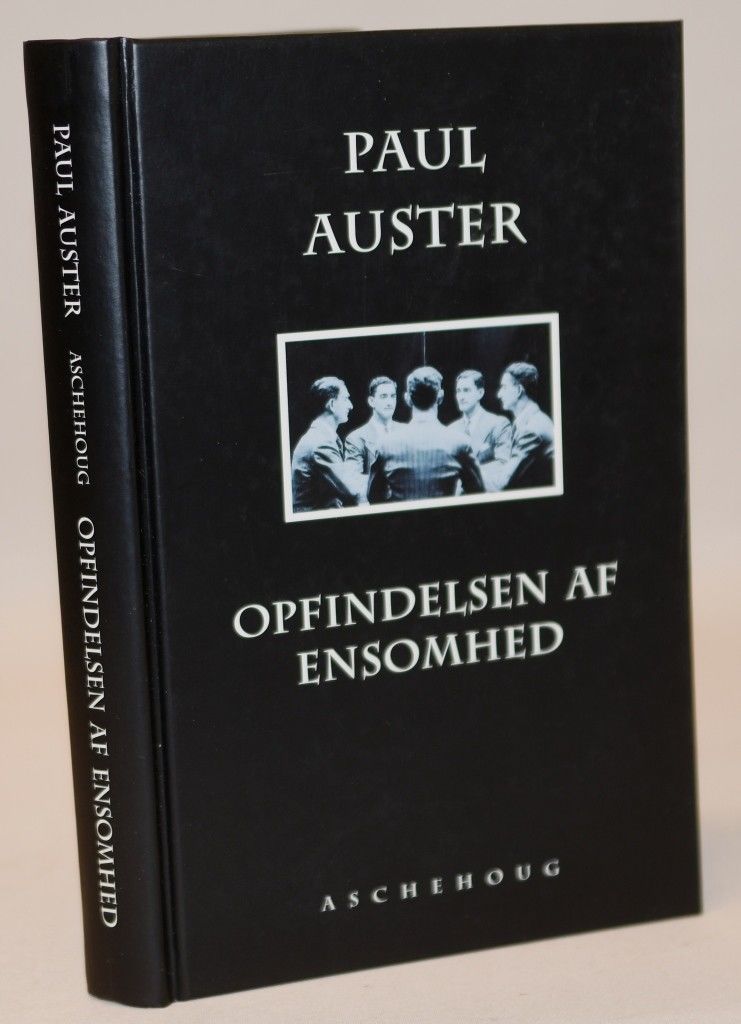 PAUL AUSTER ASCHEHOUG OPFINDELSEN AF ENSOMHED
PAUL
AUSTER
OPFINDELSEN AF
ENSOMHED
ASCHEHOUG